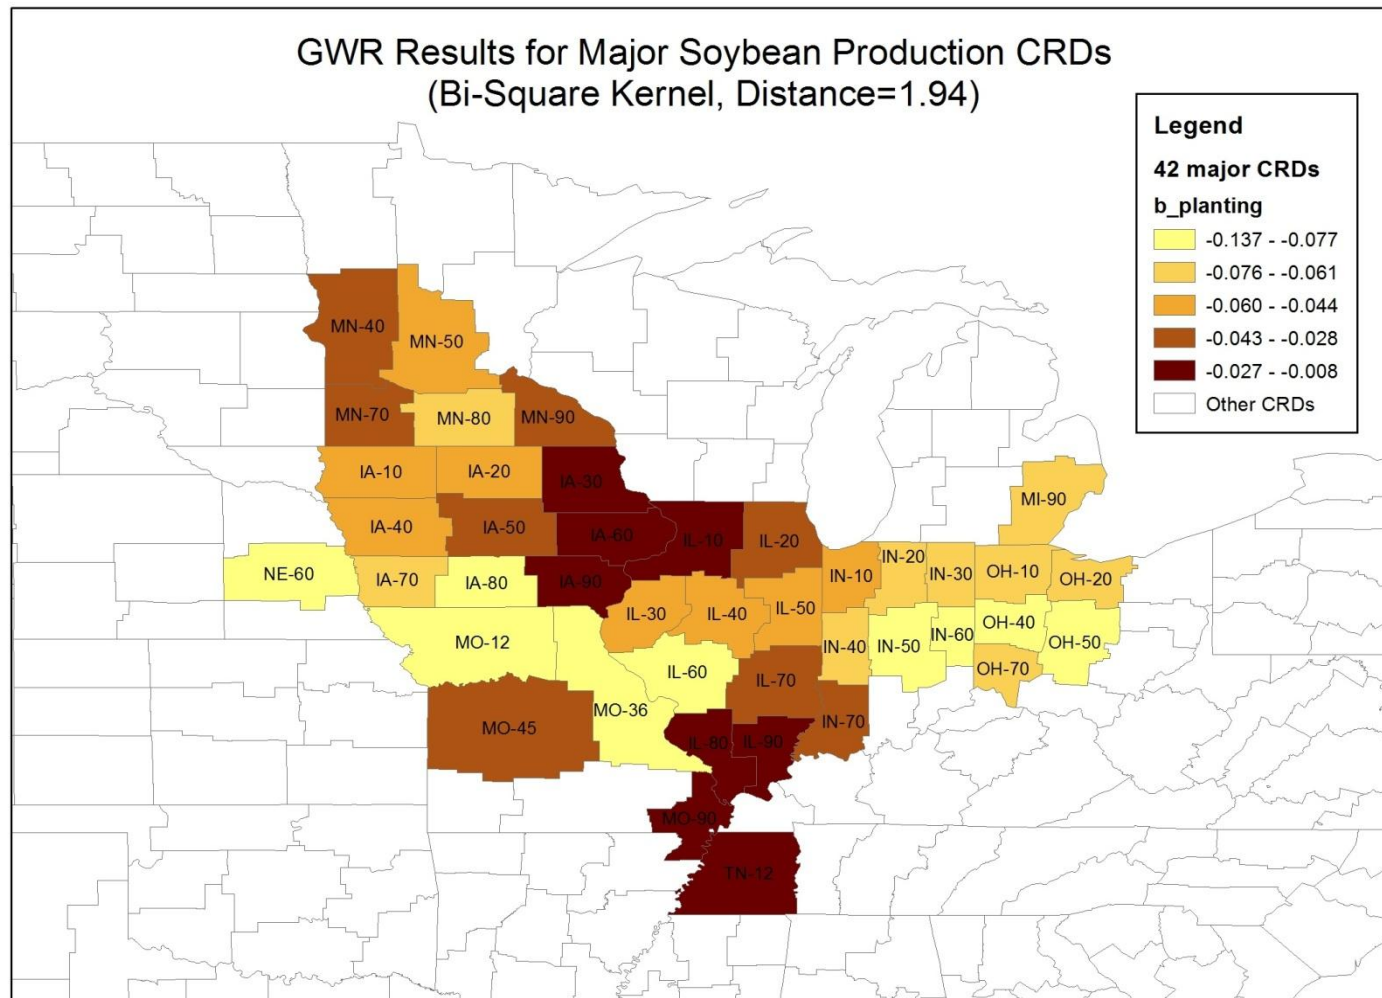 GWR Results for Major Soybean Production CRDs
(Bi-Square Kernel, Distance=1.94)
Legend
42 major CRDs
b_planting
-0.137 - -0.077
-0.076 - -0.061
-0.060 - -0.044
-0.043 - -0.028
-0.027 - -0.008
Other CRDs
MN-40
MN-50
MN-70
MN-80
MN-90
IA-10
IA-20
IA-30
MI-90
IA-40
IA-50
IA-60
IL-10
IL-20
NE-60
IA-70
IA-80
IA-90
IN-10
IN-20
IN-30
OH-10
OH-20
IL-30
IL-40
IL-50
MO-12
IL-60
IN-40
IN-50
IN-60
OH-40
OH-50
OH-70
MO-36
IL-70
MO-45
IN-70
IL-80
IL-90
MO-90
TN-12